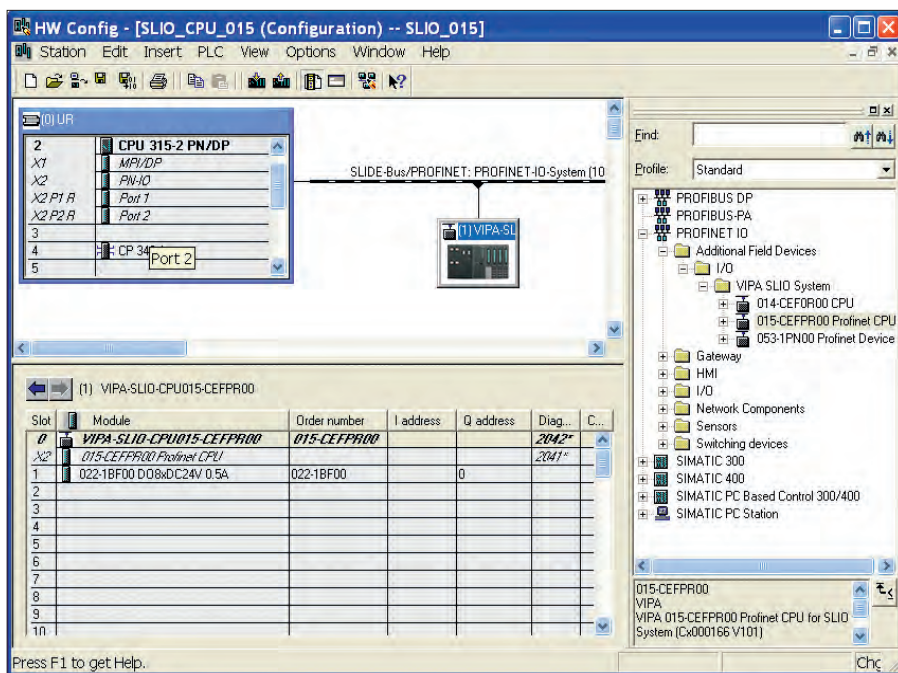 HW Config - [SLIO_CPU_015 (Configuration) -- SLIO_015]
Station Edit Insert PLC View Options Window Help
(0) UR
2 CPU 315-2 PN/DP
X1 MPI/DP
X2 PN-IO
X2 P1 R Port 1
X2 P2 R Port 2
3
4 CP 34
5
Port 2
SLIDE-Bus/PROFINET: PROFINET-IO-System (10
(1) VIPA-SL
Find:
Profile: Standard
PROFIBUS DP
PROFIBUS-PA
PROFINET IO
Additional Field Devices
I/O
VIPA SLIO System
014-CEF0R00 CPU
015-CEFPR00 Profinet CPU
053-1PN00 Profinet Device
Gateway
HMI
I/O
Network Components
Sensors
Switching devices
SIMATIC 300
SIMATIC 400
SIMATIC PC Based Control 300/400
SIMATIC PC Station
(1) VIPA-SLIO-CPU015-CEFPR00
Slot Module Order number I address Q address Diag... C...
0 VIPA-SLIO-CPU015-CEFPR00 015-CEFPR00 2042*
X2 015-CEFPR00 Profinet CPU 2041*
1 022-1BF00 DO8xDC24V 0.5A 022-1BF00 0
2
3
4
5
6
7
8
9
10
015-CEFPR00
VIPA
VIPA 015-CEFPR00 Profinet CPU for SLIO
System (Cx000166 V101)
Press F1 to get Help.
Chg